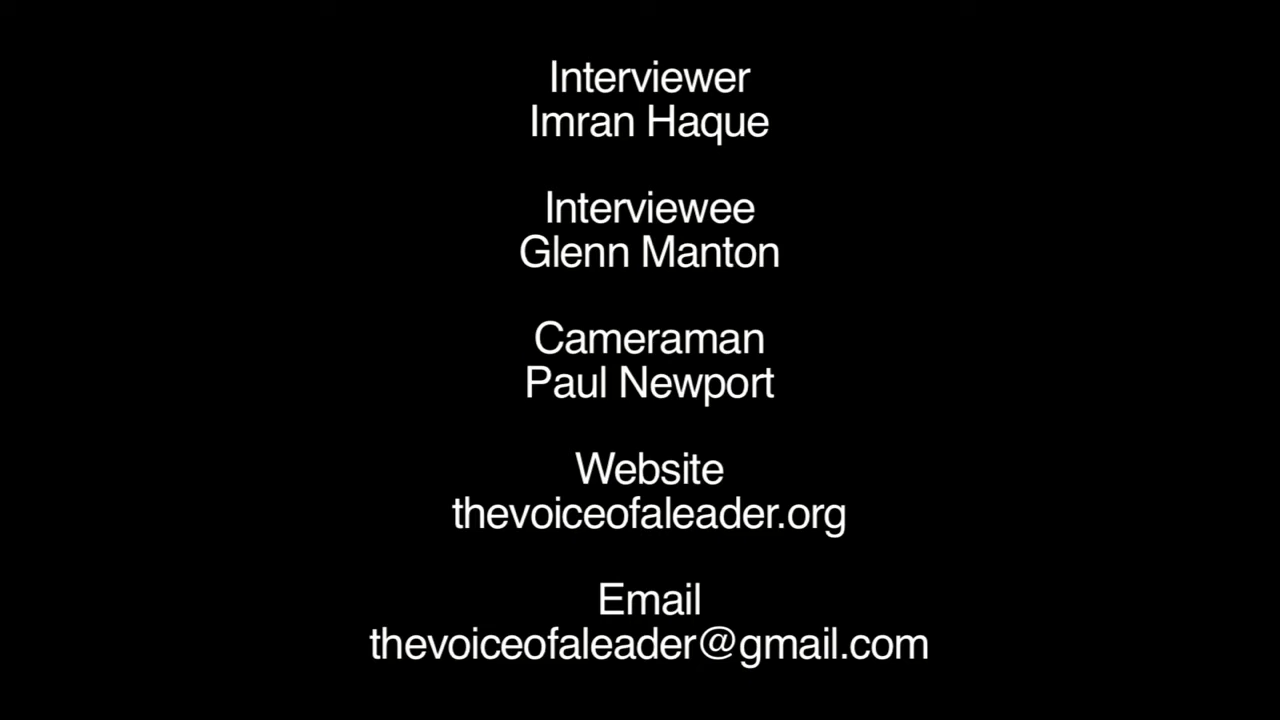 Interviewer
Imran Haque
Interviewee
Glenn Manton
Cameraman
Paul Newport
Website
thevoiceofaleader.org
Email
thevoiceofaleader@gmail.com